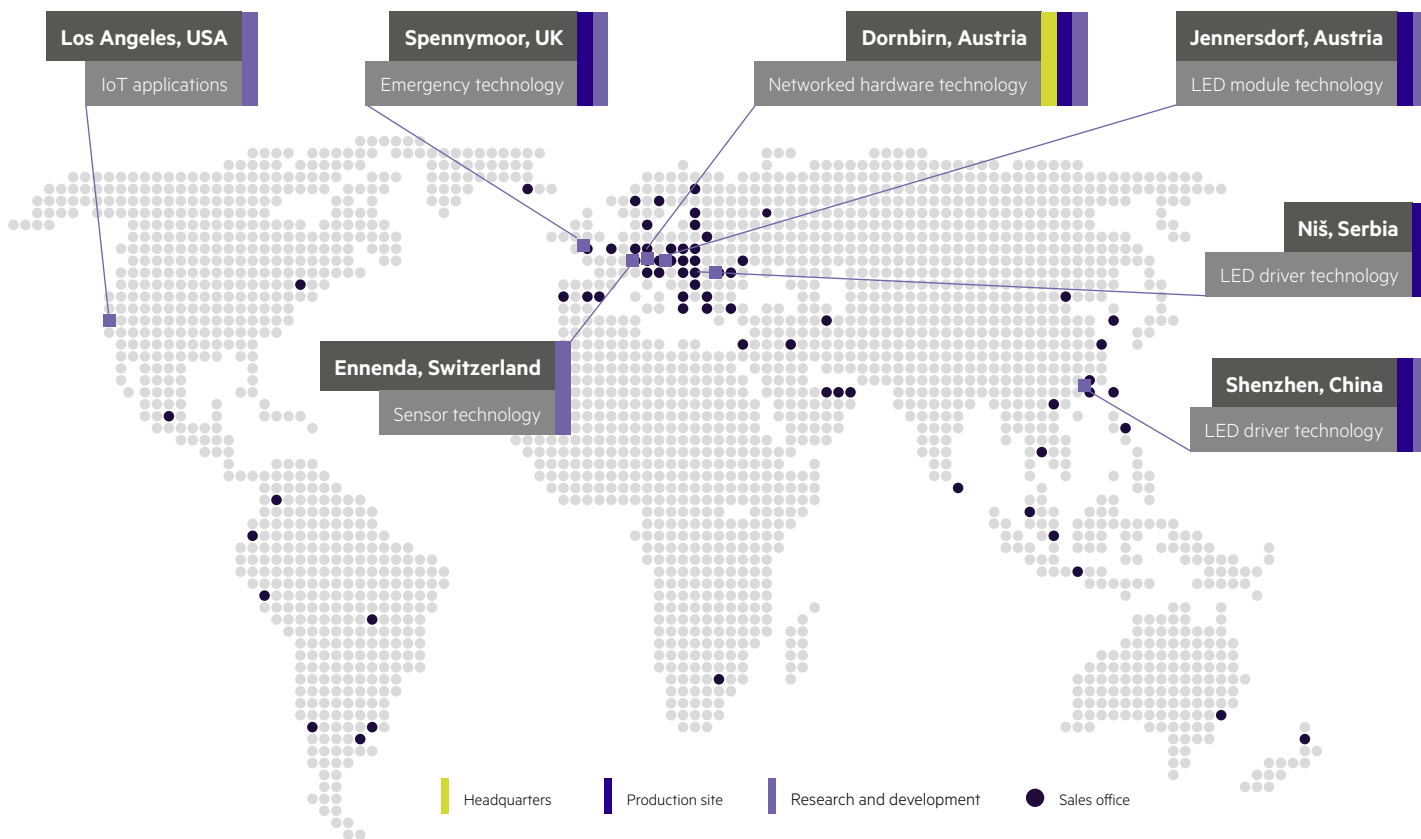 Los Angeles, USA
IoT applications
Spennymoor, UK
Emergency technology
Dornbirn, Austria
Networked hardware technology
Jennersdorf, Austria
LED module technology
Niš, Serbia
LED driver technology
Ennenda, Switzerland
Sensor technology
Shenzhen, China
LED driver technology
Headquarters
Production site
Research and development
Sales office